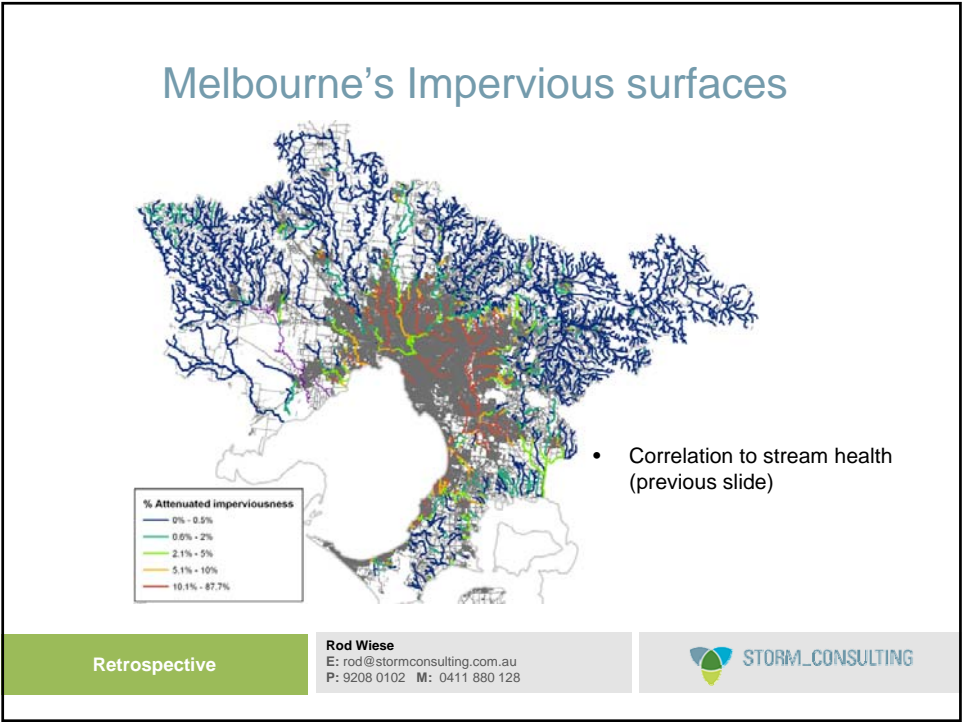 Melbourne's Impervious surfaces
• Correlation to stream health
(previous slide)
% Attenuated imperviousness
0% - 0.5%
0.6% - 2%
2.1% - 5%
5.1% - 10%
10.1% - 87.7%
Retrospective
Rod Wiese
E: rod@stormconsulting.com.au
P: 9208 0102 M: 0411 880 128
STORM_CONSULTING